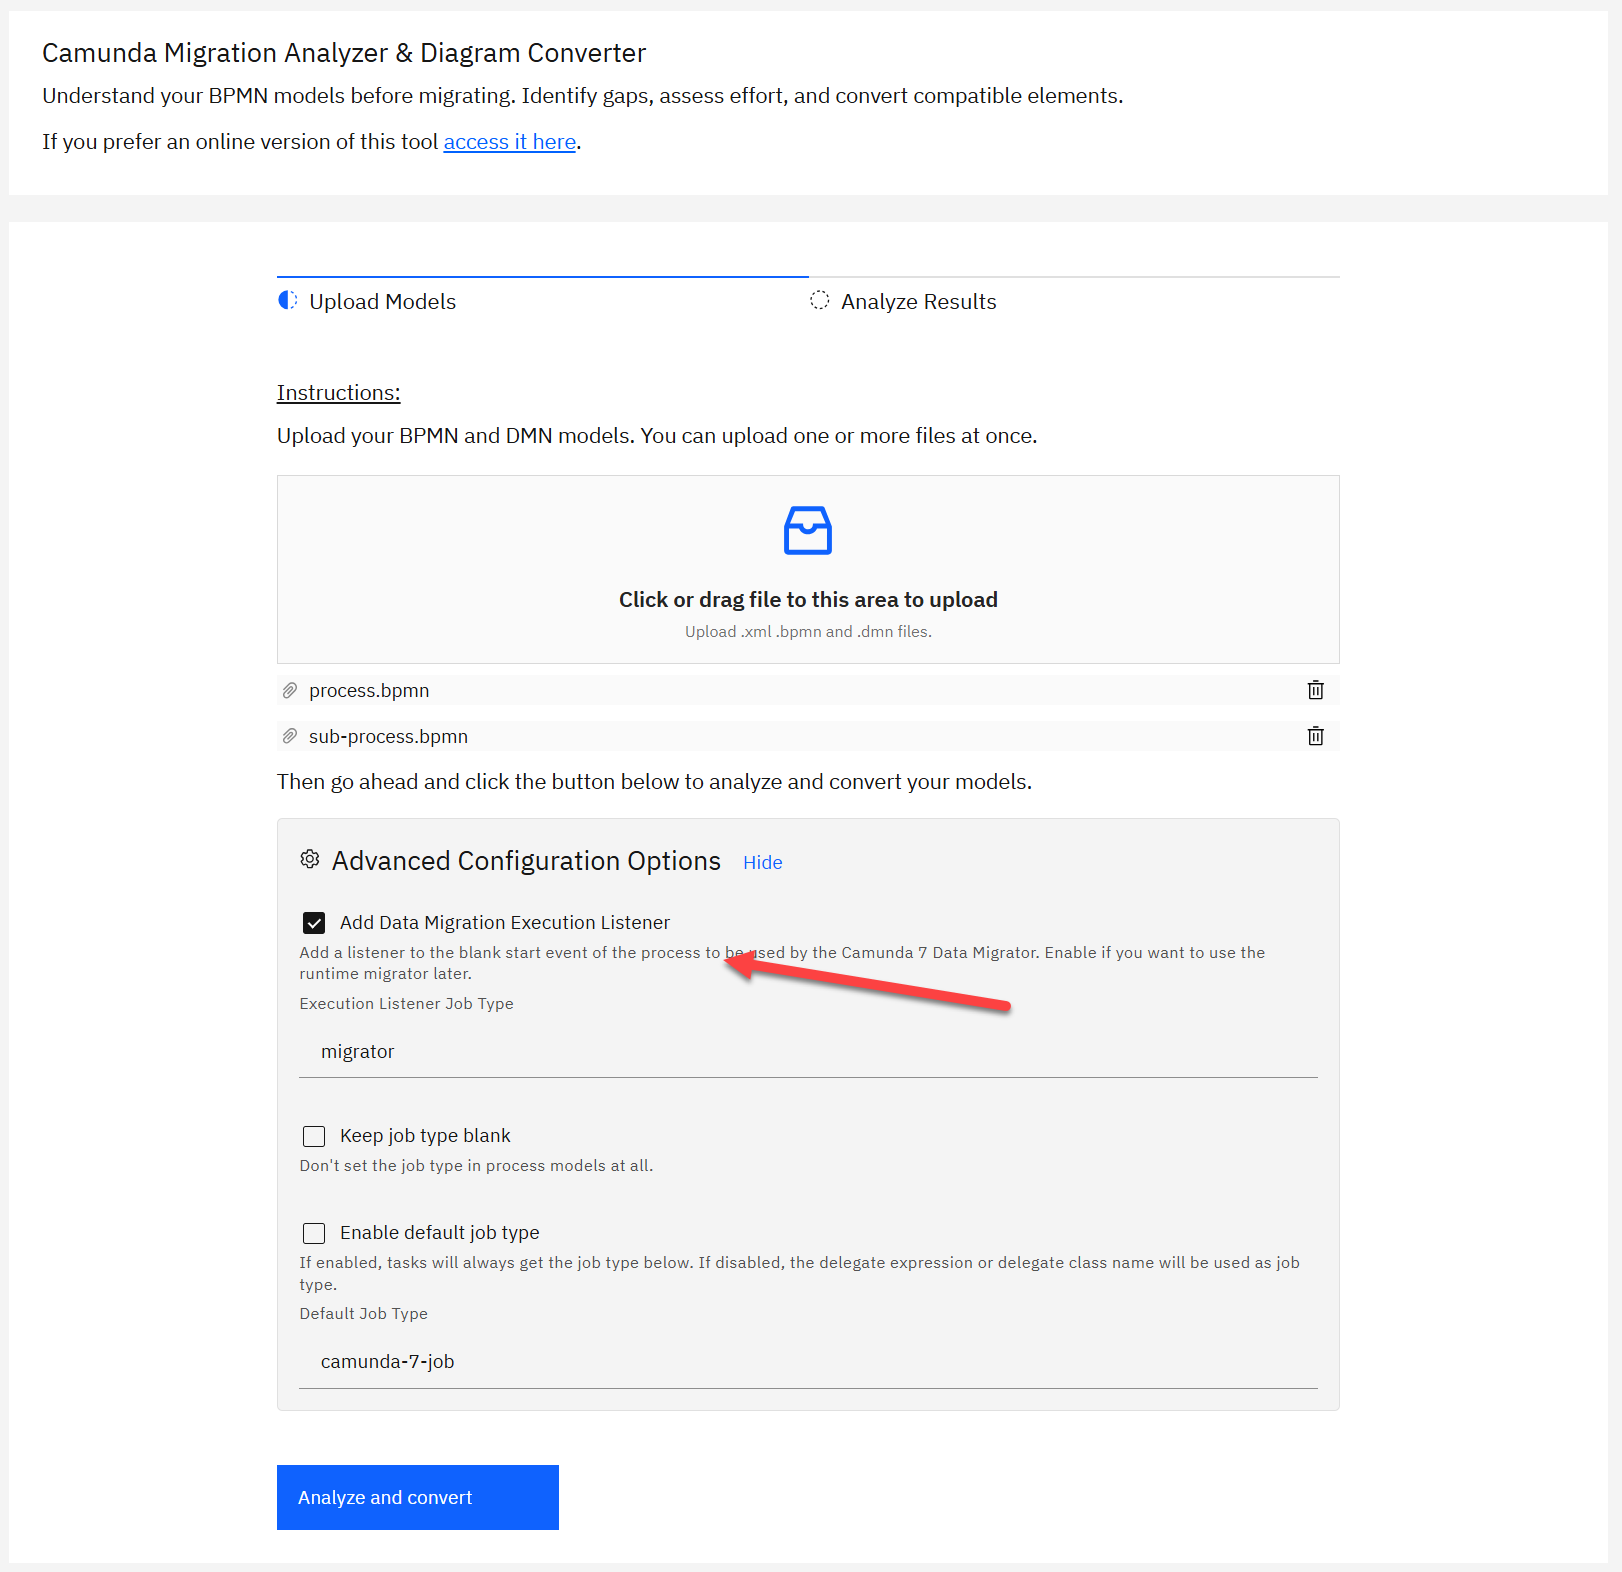 Camunda Migration Analyzer & Diagram Converter
Understand your BPMN models before migrating. Identify gaps, assess effort, and convert compatible elements.
If you prefer an online version of this tool access it here.
Upload Models
Analyze Results
Instructions:
Upload your BPMN and DMN models. You can upload one or more files at once.
Click or drag file to this area to upload
Upload .xml .bpmn and .dmn files.
process.bpmn
sub-process.bpmn
Then go ahead and click the button below to analyze and convert your models.
Advanced Configuration Options Hide
Add Data Migration Execution Listener
Add a listener to the blank start event of the process to be used by the Camunda 7 Data Migrator. Enable if you want to use the
runtime migrator later.
Execution Listener Job Type
migrator
Keep job type blank
Don't set the job type in process models at all.
Enable default job type
If enabled, tasks will always get the job type below. If disabled, the delegate expression or delegate class name will be used as job
type.
Default Job Type
camunda-7-job
Analyze and convert